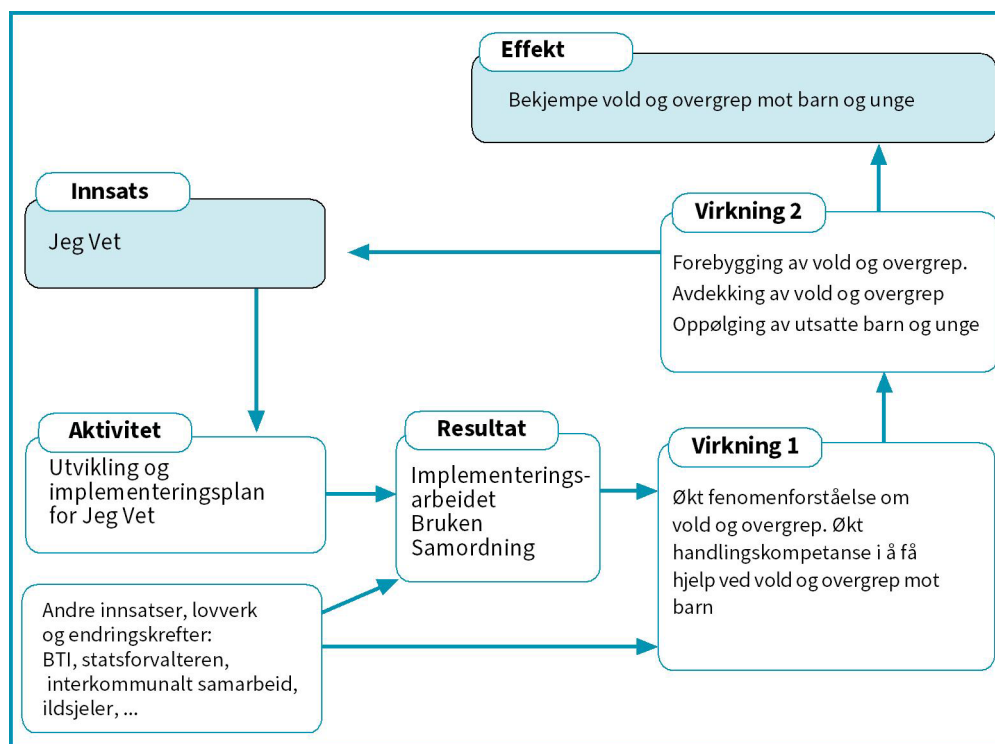 Effekt
Bekjempe vold og overgrep mot barn og unge
Innsats
Jeg Vet
Virkning 2
Forebygging av vold og overgrep.
Avdekking av vold og overgrep
Oppølging av utsatte barn og unge
Aktivitet
Utvikling og
implementeringsplan
for Jeg Vet
Resultat
Implementerings-
arbeidet
Bruken
Samordning
Virkning 1
Økt fenomenforståelse om
vold og overgrep. Økt
handlingskompetanse i å få
hjelp ved vold og overgrep mot
barn
Andre innsatser, lovverk
og endringskrefter:
BTI, statsforvalteren,
interkommunalt samarbeid,
ildsjeler, ...